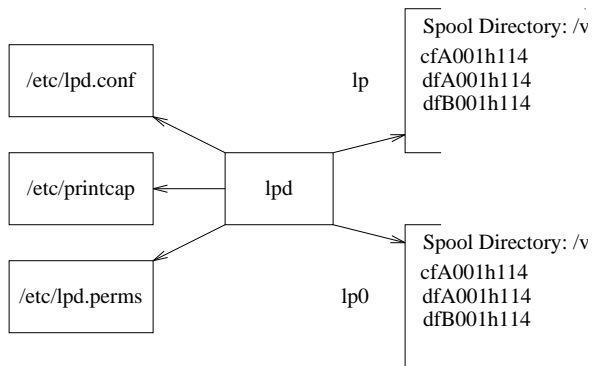 Spool Directory: /v
cfA001h114
/etc/lpd.conf
lp
dfA001h114
dfB001h114
/etc/printcap
lpd
Spool Directory: /v
cfA001h114
/etc/lpd.perms
lp0
dfA001h114
dfB001h114